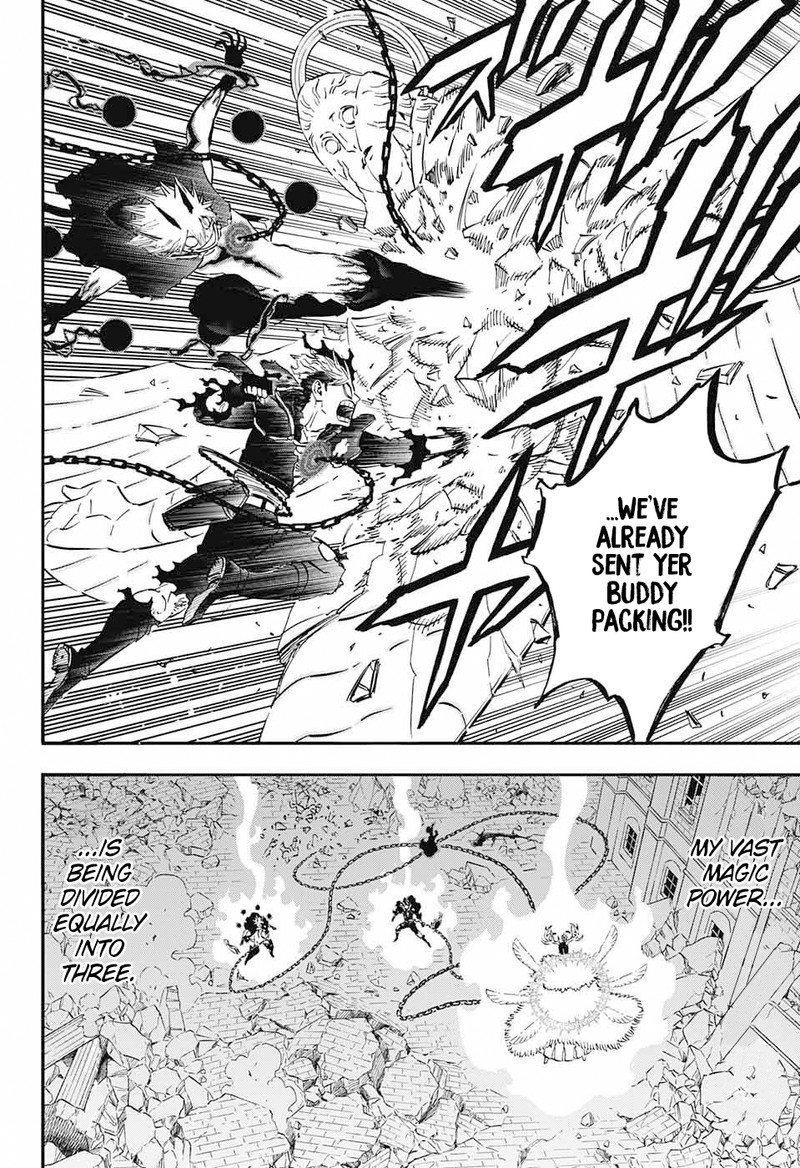 ...WE'VE
ALREADY
SENT YER
BUDDY
PACKING!!
MY VAST
MAGIC
POWER...
...IS
BEING
DIVIDED
EQUALLY
INTO
THREE.